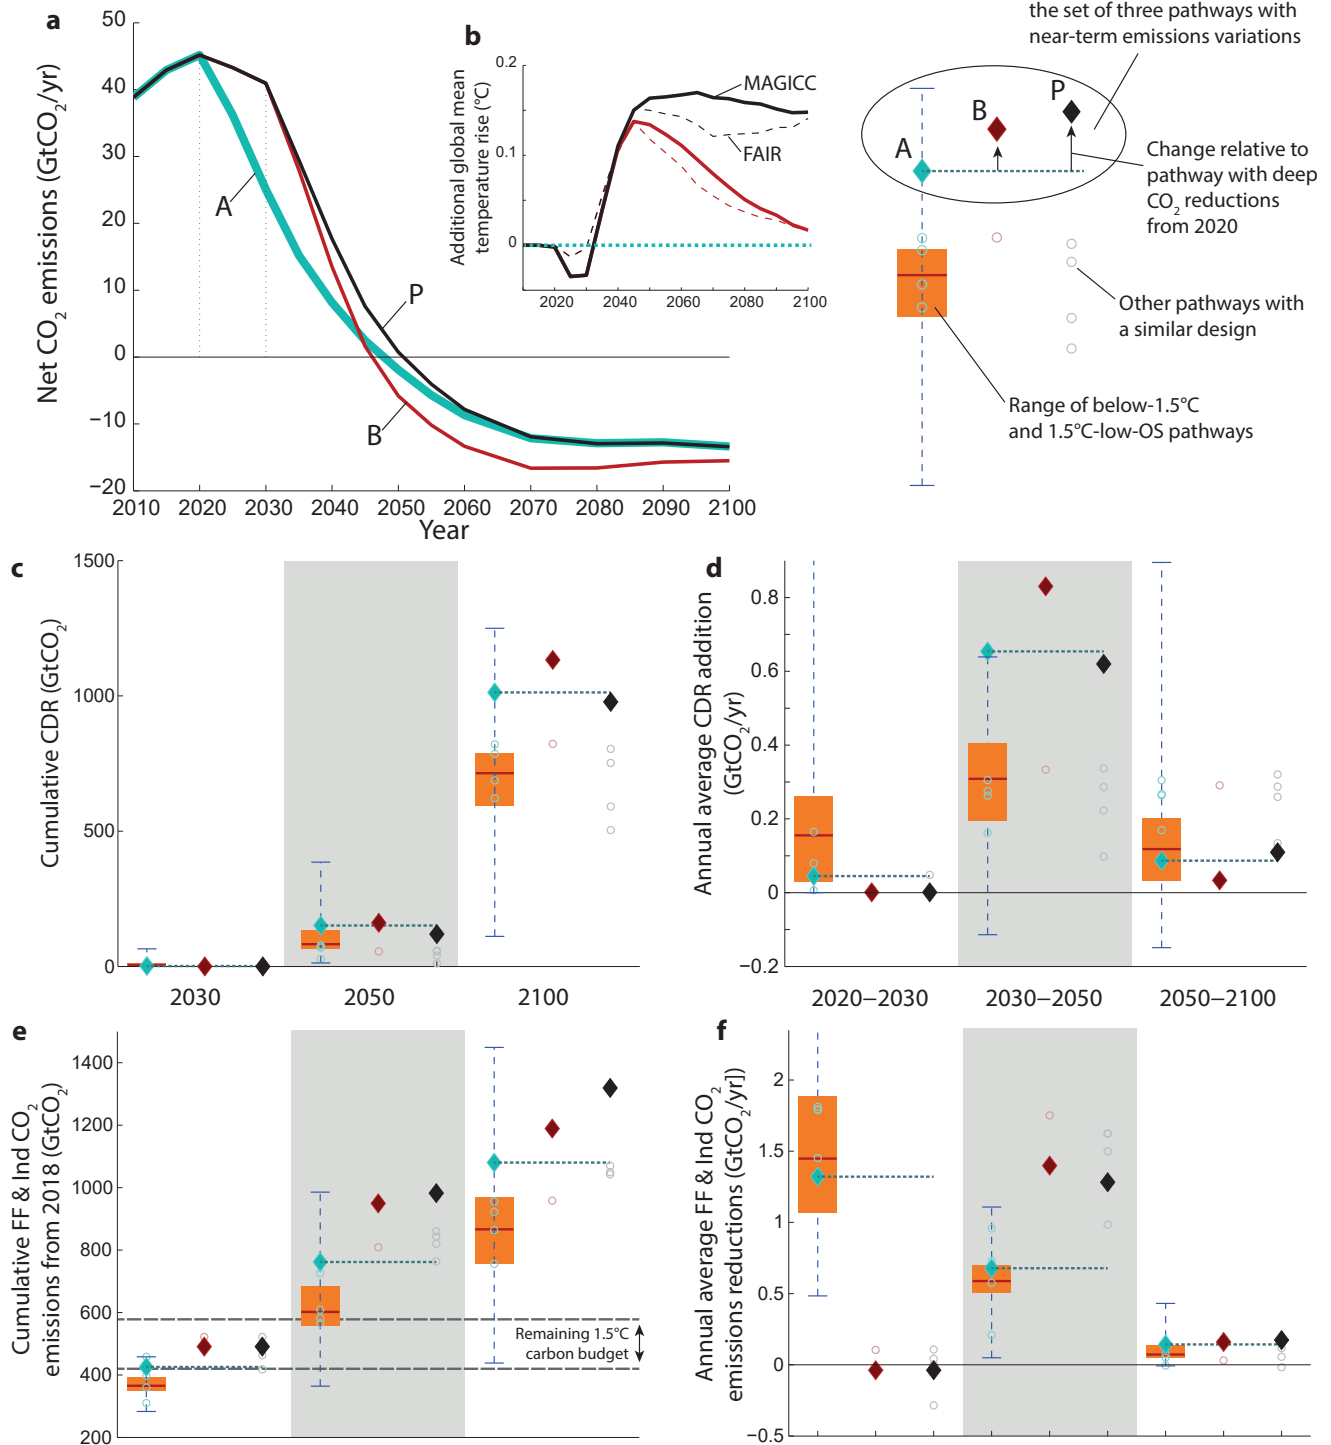 a
Net CO2 emissions (GtCO2/yr)
50
40
30
20
10
0
−10
−20
2010
2020
2030
2040
2050
2060
2070
2080
2090
2100
Year
A
P
B
b
Additional global mean
temperature rise (°C)
0.2
0.1
0
2020
2040
2060
2080
2100
MAGICC
FAIR
the set of three pathways with
near-term emissions variations
A
B
P
Change relative to
pathway with deep
CO2 reductions
from 2020
Other pathways with
a similar design
Range of below-1.5°C
and 1.5°C-low-OS pathways
c
Cumulative CDR (GtCO2)
1500
1000
500
0
2030
2050
2100
d
Annual average CDR addition
(GtCO2/yr)
0.8
0.6
0.4
0.2
0
−0.2
2020−2030
2030−2050
2050−2100
e
Cumulative FF & Ind CO2
emissions from 2018 (GtCO2)
1400
1200
1000
800
600
400
200
Remaining 1.5°C
carbon budget
f
Annual average FF & Ind CO2
emissions reductions (GtCO2/yr])
2
1.5
1
0.5
0
−0.5